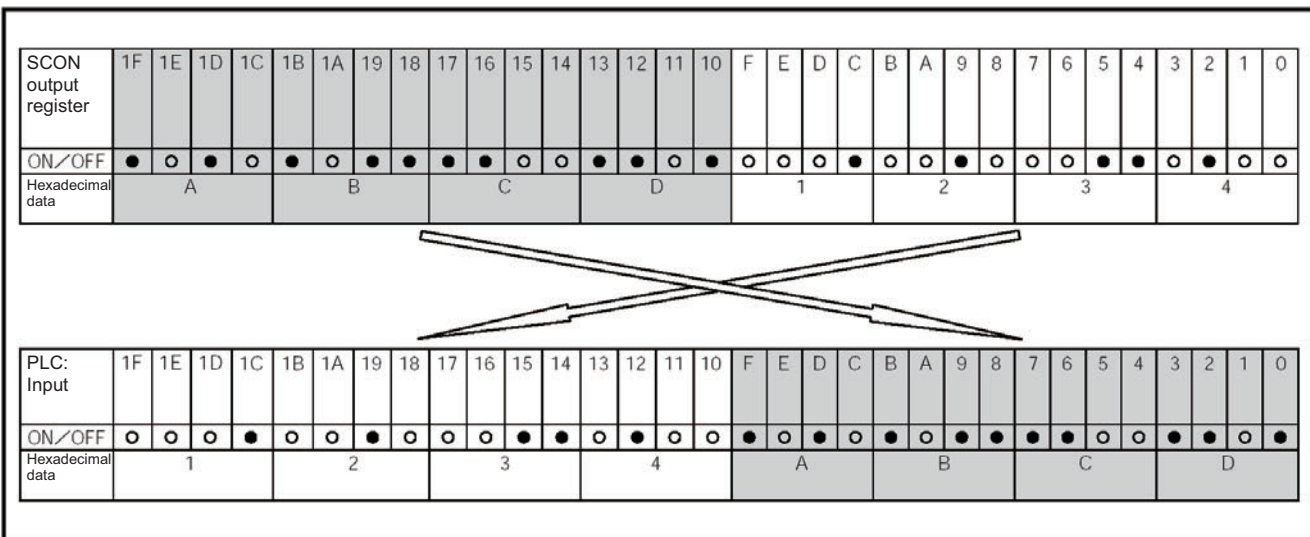 SCON output register 1F 1E 1D 1C 1B 1A 19 18 17 16 15 14 13 12 11 10 F E D C B A 9 8 7 6 5 4 3 2 1 0
ON/OFF ● ○ ● ○ ● ○ ● ● ● ● ○ ○ ● ● ○ ● ○ ○ ○ ● ○ ○ ● ○ ○ ○ ● ● ○ ● ○ ○
Hexadecimal data A B C D 1 2 3 4
PLC: Input 1F 1E 1D 1C 1B 1A 19 18 17 16 15 14 13 12 11 10 F E D C B A 9 8 7 6 5 4 3 2 1 0
ON/OFF ○ ○ ○ ● ○ ○ ● ○ ○ ○ ● ● ○ ● ○ ○ ● ○ ● ○ ● ○ ● ● ● ● ○ ○ ● ● ○ ●
Hexadecimal data 1 2 3 4 A B C D